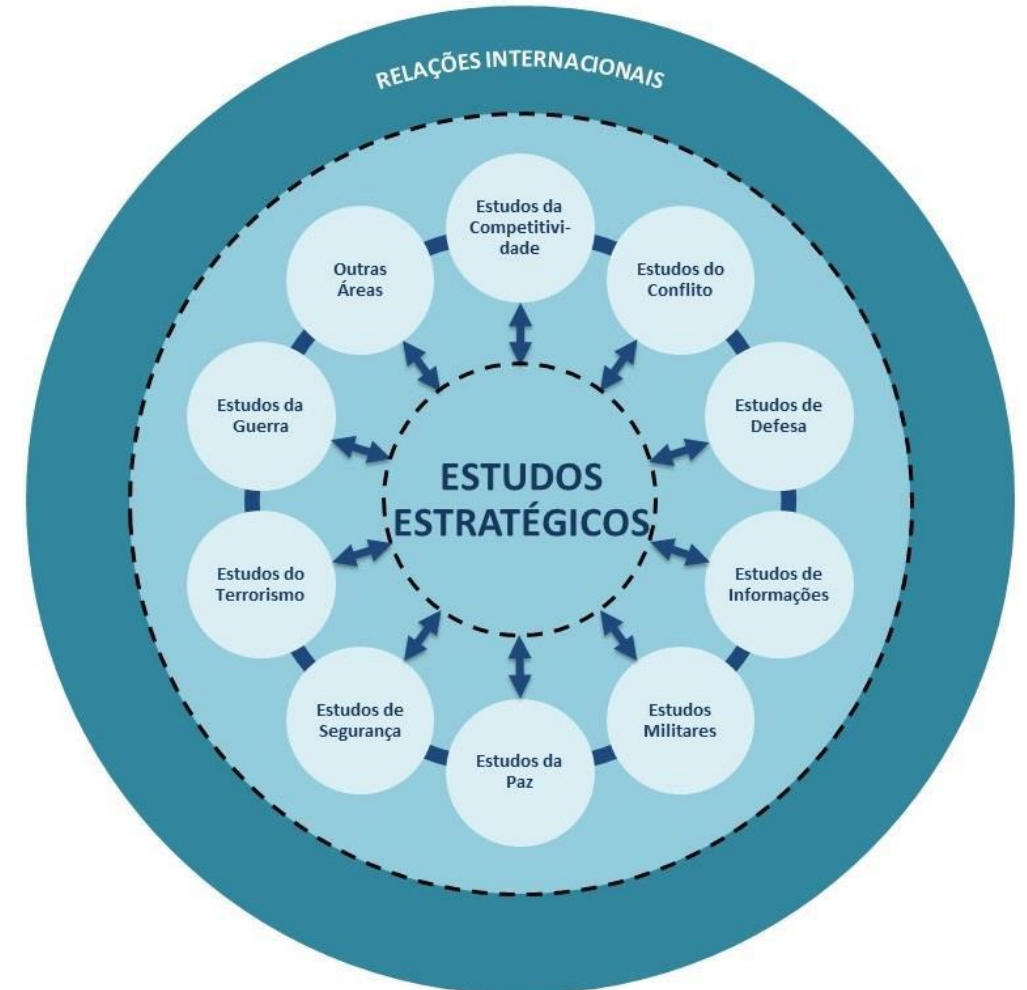 RELAÇÕES INTERNACIONAIS
Estudos da
Competitivi-
dade
Estudos do
Conflito
Estudos de
Defesa
Estudos de
Informações
Estudos
Militares
Estudos da
Paz
Estudos de
Segurança
Estudos do
Terrorismo
Estudos da
Guerra
Outras
Áreas
ESTUDOS
ESTRATÉGICOS